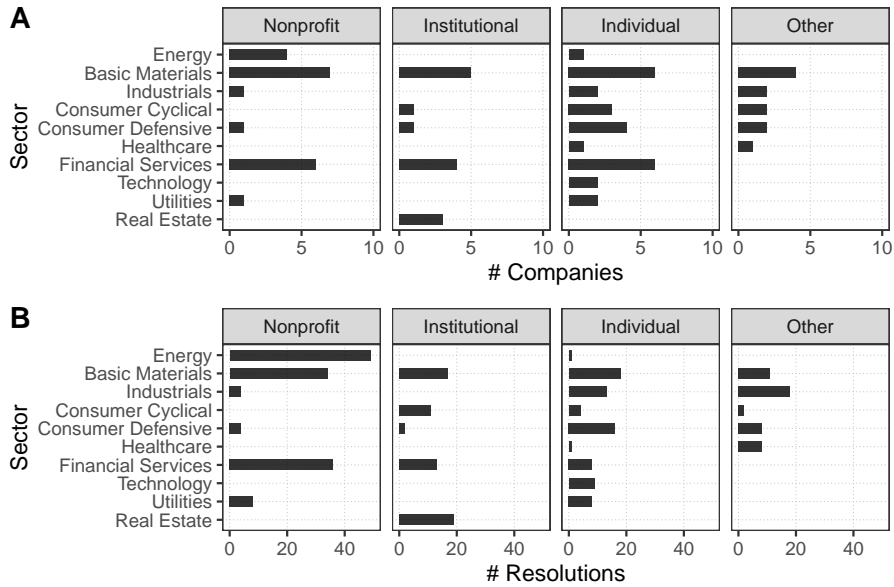 A
Nonprofit Institutional Individual Other
Energy
Basic Materials
Industrials
Consumer Cyclical
Consumer Defensive
Healthcare
Financial Services
Technology
Utilities
Real Estate
Sector
0 5 10 0 5 10 0 5 10 0 5 10
# Companies
B
Nonprofit Institutional Individual Other
Energy
Basic Materials
Industrials
Consumer Cyclical
Consumer Defensive
Healthcare
Financial Services
Technology
Utilities
Real Estate
Sector
0 20 40 0 20 40 0 20 40 0 20 40
# Resolutions